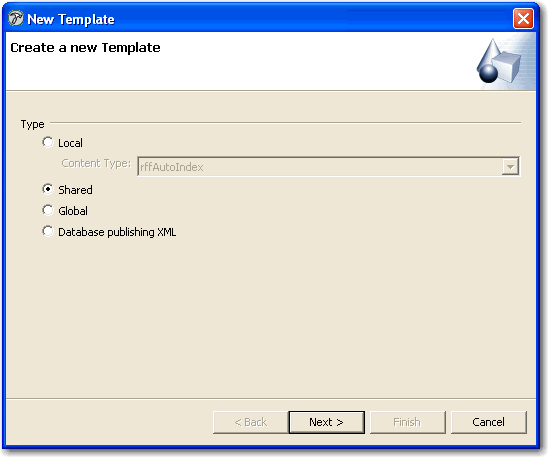 New Template
Create a new Template
Type
Local
Content Type: rffAutoIndex
Shared
Global
Database publishing XML
< Back Next > Finish Cancel